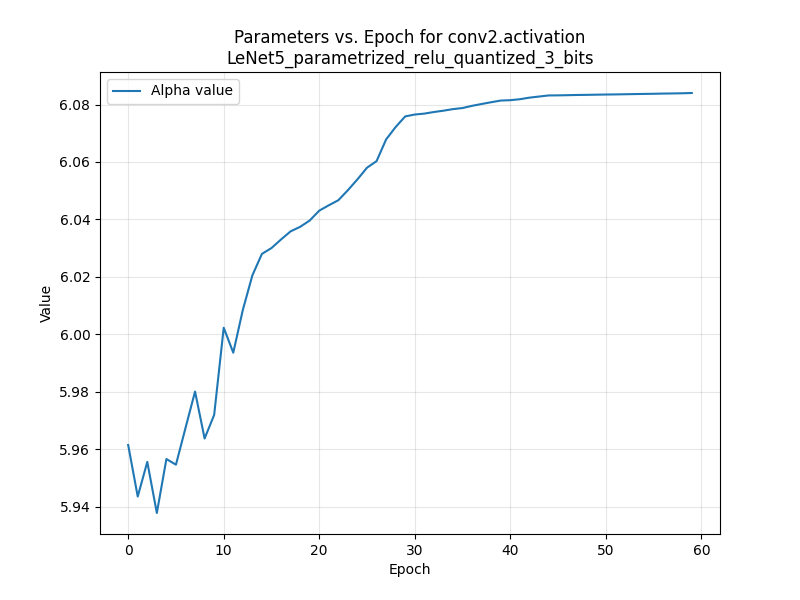 Parameters vs. Epoch for conv2.activation
LeNet5_parametrized_relu_quantized_3_bits
Alpha value
6.08
6.06
6.04
6.02
6.00
5.98
5.96
5.94
Value
0 10 20 30 40 50 60
Epoch